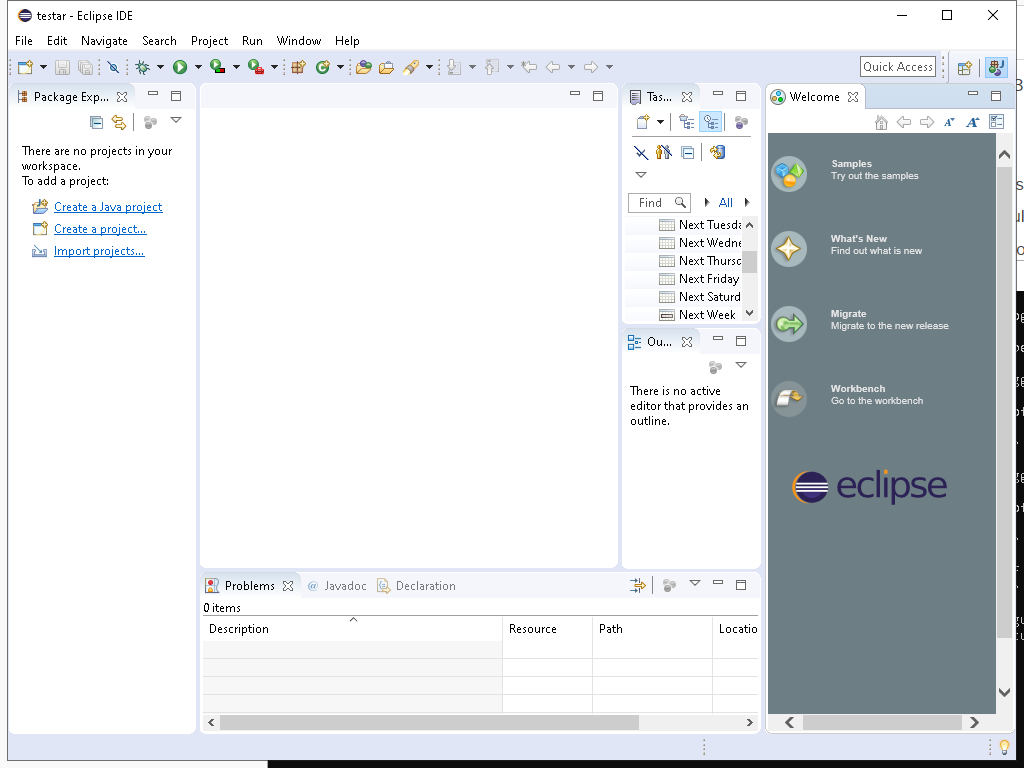 testar - Eclipse IDE
File Edit Navigate Search Project Run Window Help
Quick Access
Package Exp...
There are no projects in your
workspace.
To add a project:
Create a Java project
Create a project...
Import projects...
Tas...
Find
All
Next Tuesda
Next Wedne
Next Thursd
Next Friday
Next Saturd
Next Week
Ou...
There is no active
editor that provides an
outline.
Welcome
Samples
Try out the samples
What's New
Find out what is new
Migrate
Migrate to the new release
Workbench
Go to the workbench
eclipse
Problems @ Javadoc Declaration
0 items
Description Resource Path Locatio